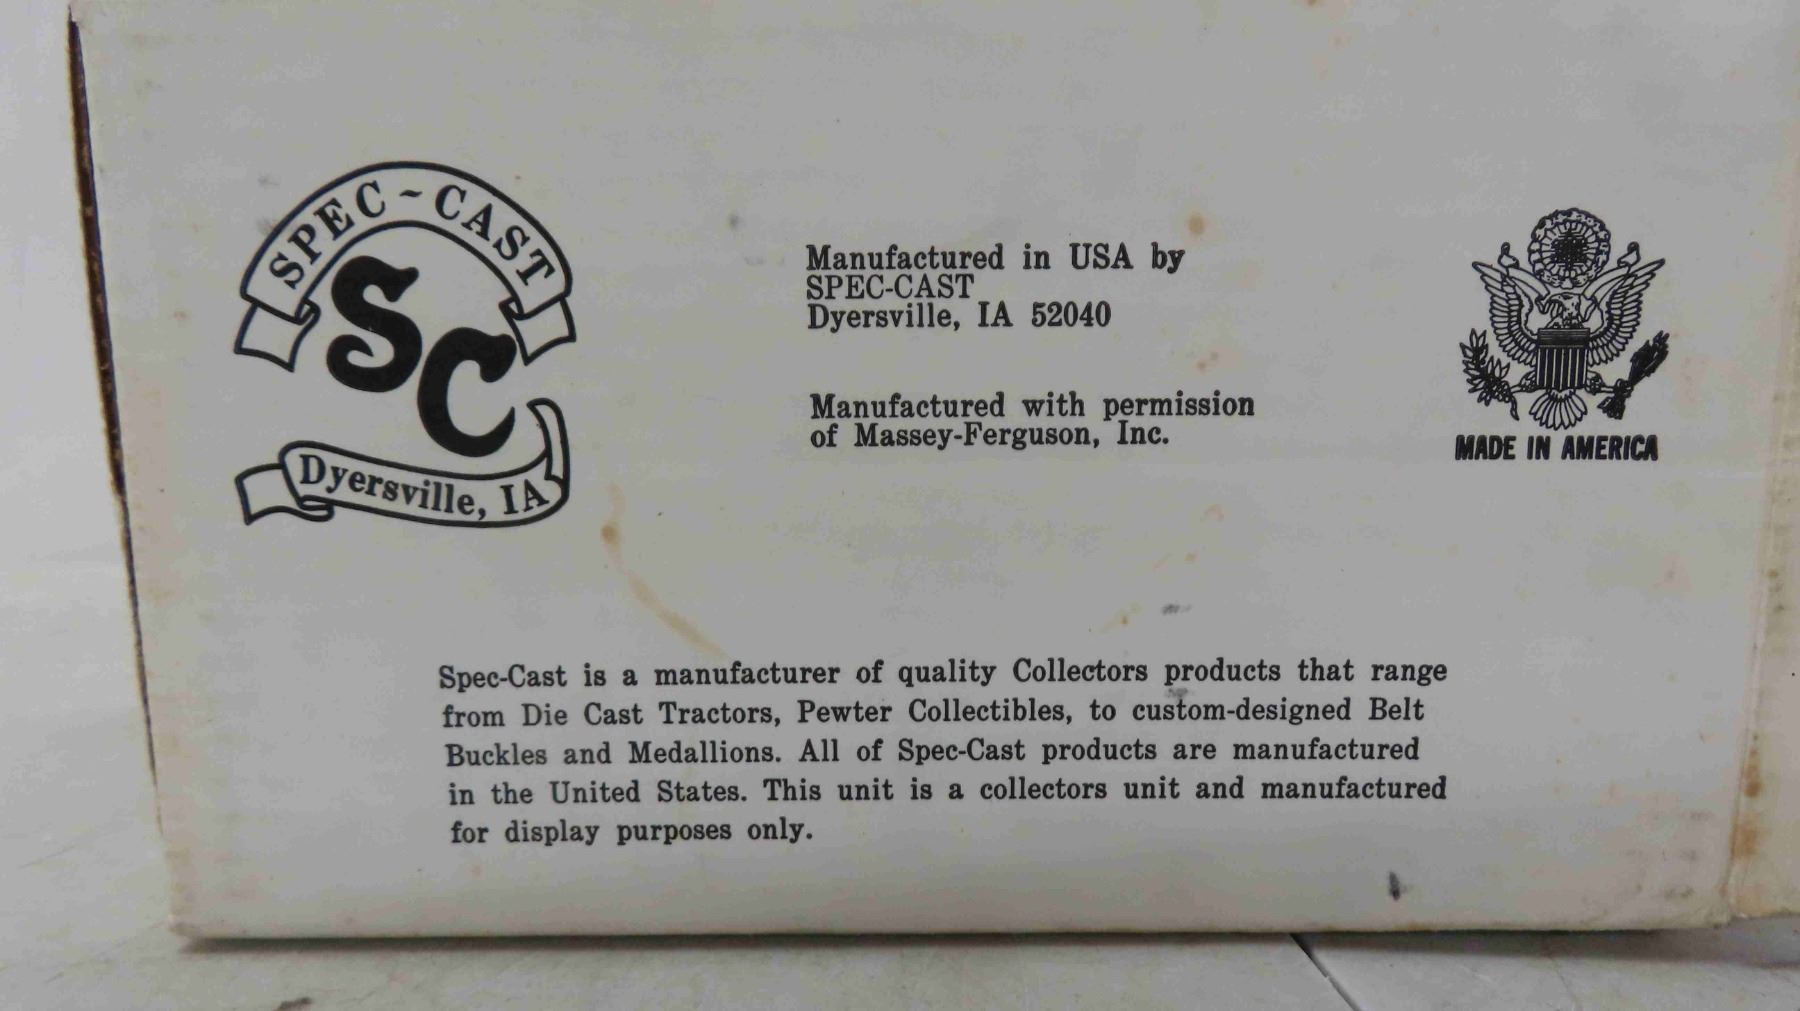 SPEC~CAST
SC
Dyersville, IA
Manufactured in USA by
SPEC-CAST
Dyersville, IA 52040
Manufactured with permission
of Massey-Ferguson, Inc.
MADE IN AMERICA
Spec-Cast is a manufacturer of quality Collectors products that range
from Die Cast Tractors, Pewter Collectibles, to custom-designed Belt
Buckles and Medallions. All of Spec-Cast products are manufactured
in the United States. This unit is a collectors unit and manufactured
for display purposes only.